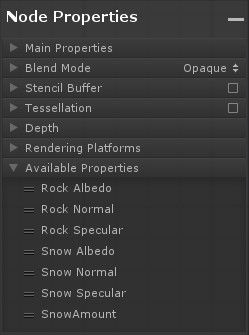 Node Properties
Main Properties
Blend Mode Opaque
Stencil Buffer
Tessellation
Depth
Rendering Platforms
Available Properties
Rock Albedo
Rock Normal
Rock Specular
Snow Albedo
Snow Normal
Snow Specular
SnowAmount